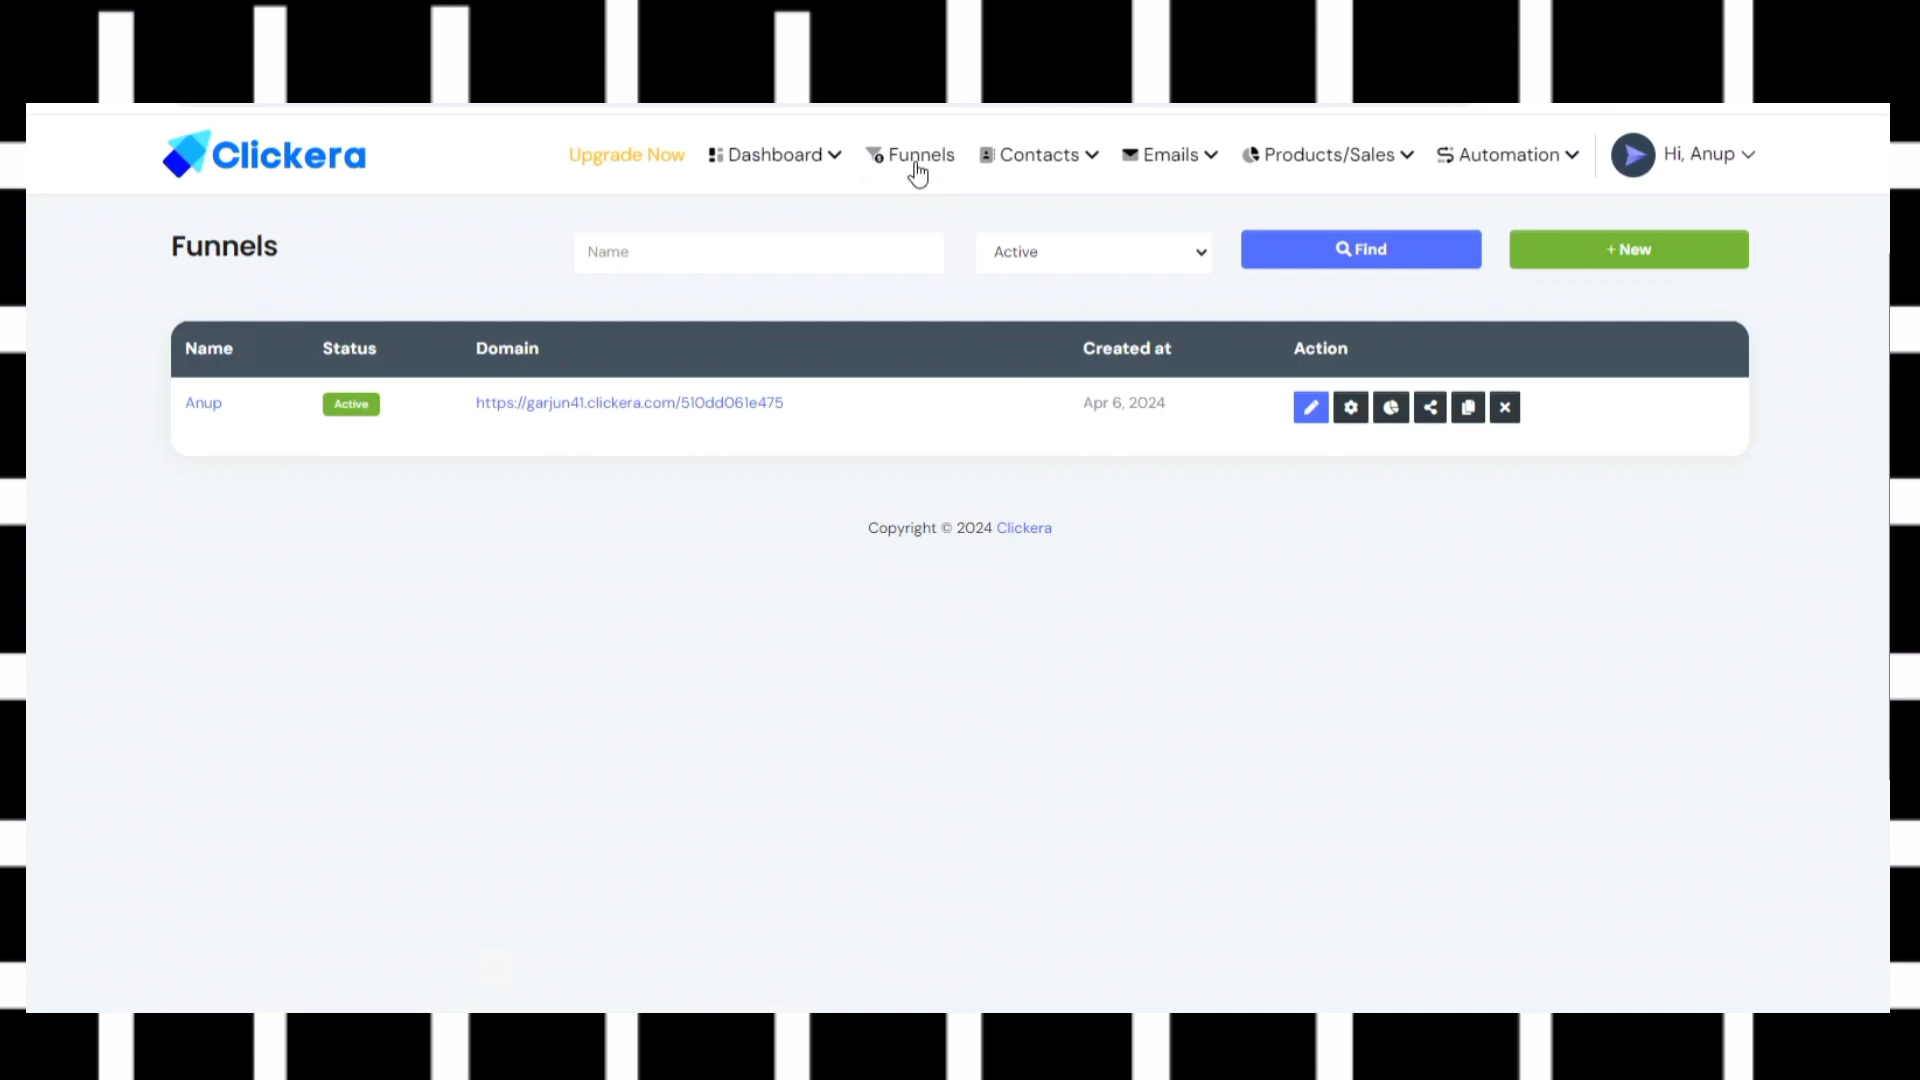 Clickera
Upgrade Now Dashboard Funnels Contacts Emails Products/Sales Automation Hi, Anup
Funnels Name Active Find + New
Name Status Domain Created at Action
Anup Active https://garjun41.clickera.com/510dd061e475 Apr 6, 2024
Copyright © 2024 Clickera